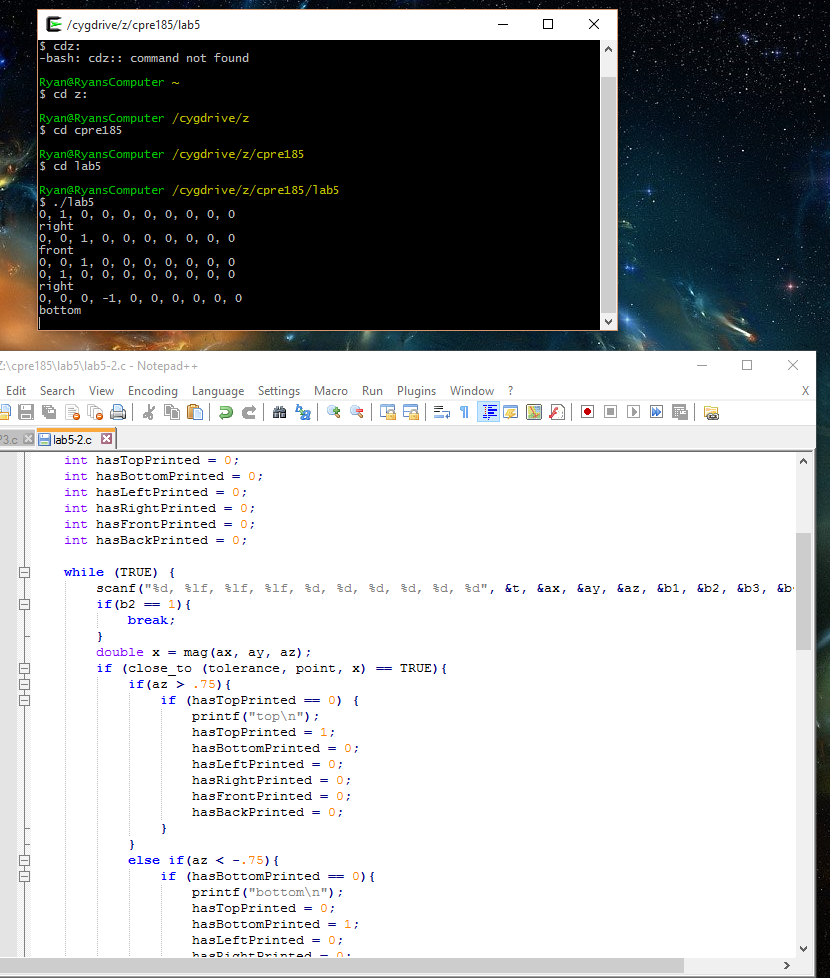 /cygdrive/z/cpre185/lab5
$ cdz:
-bash: cdz:: command not found
Ryan@RyansComputer ~
$ cd z:
Ryan@RyansComputer /cygdrive/z
$ cd cpre185
Ryan@RyansComputer /cygdrive/z/cpre185
$ cd lab5
Ryan@RyansComputer /cygdrive/z/cpre185/lab5
$ ./lab5
0, 1, 0, 0, 0, 0, 0, 0, 0, 0
right
0, 0, 1, 0, 0, 0, 0, 0, 0, 0
front
0, 0, 1, 0, 0, 0, 0, 0, 0, 0
0, 1, 0, 0, 0, 0, 0, 0, 0, 0
right
0, 0, 0, -1, 0, 0, 0, 0, 0, 0
bottom
Z:\cpre185\lab5\lab5-2.c - Notepad++
Edit Search View Encoding Language Settings Macro Run Plugins Window ? X
P3.c lab5-2.c
int hasTopPrinted = 0;
int hasBottomPrinted = 0;
int hasLeftPrinted = 0;
int hasRightPrinted = 0;
int hasFrontPrinted = 0;
int hasBackPrinted = 0;
while (TRUE) {
scanf("%d, %lf, %lf, %lf, %d, %d, %d, %d, %d, %d", &t, &ax, &ay, &az, &b1, &b2, &b3, &b
if(b2 == 1){
break;
}
double x = mag(ax, ay, az);
if (close_to (tolerance, point, x) == TRUE){
if(az > .75){
if (hasTopPrinted == 0) {
printf("top\n");
hasTopPrinted = 1;
hasBottomPrinted = 0;
hasLeftPrinted = 0;
hasRightPrinted = 0;
hasFrontPrinted = 0;
hasBackPrinted = 0;
}
}
else if(az < -.75){
if (hasBottomPrinted == 0){
printf("bottom\n");
hasTopPrinted = 0;
hasBottomPrinted = 1;
hasLeftPrinted = 0;
hasRightPrinted = 0;